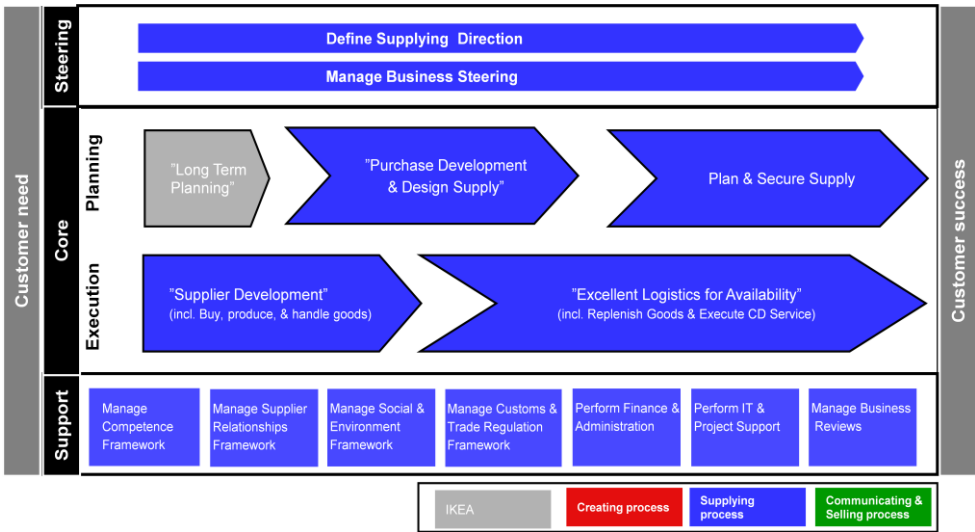 Customer need
Steering
Define Supplying Direction
Manage Business Steering
Core
Planning
"Long Term
Planning"
"Purchase Development
& Design Supply"
Plan & Secure Supply
Execution
"Supplier Development"
(incl. Buy, produce, & handle goods)
"Excellent Logistics for Availability"
(incl. Replenish Goods & Execute CD Service)
Support
Manage
Competence
Framework
Manage Supplier
Relationships
Framework
Manage Social &
Environment
Framework
Manage Customs &
Trade Regulation
Framework
Perform Finance &
Administration
Perform IT &
Project Support
Manage Business
Reviews
Customer success
IKEA
Creating process
Supplying
process
Communicating &
Selling process